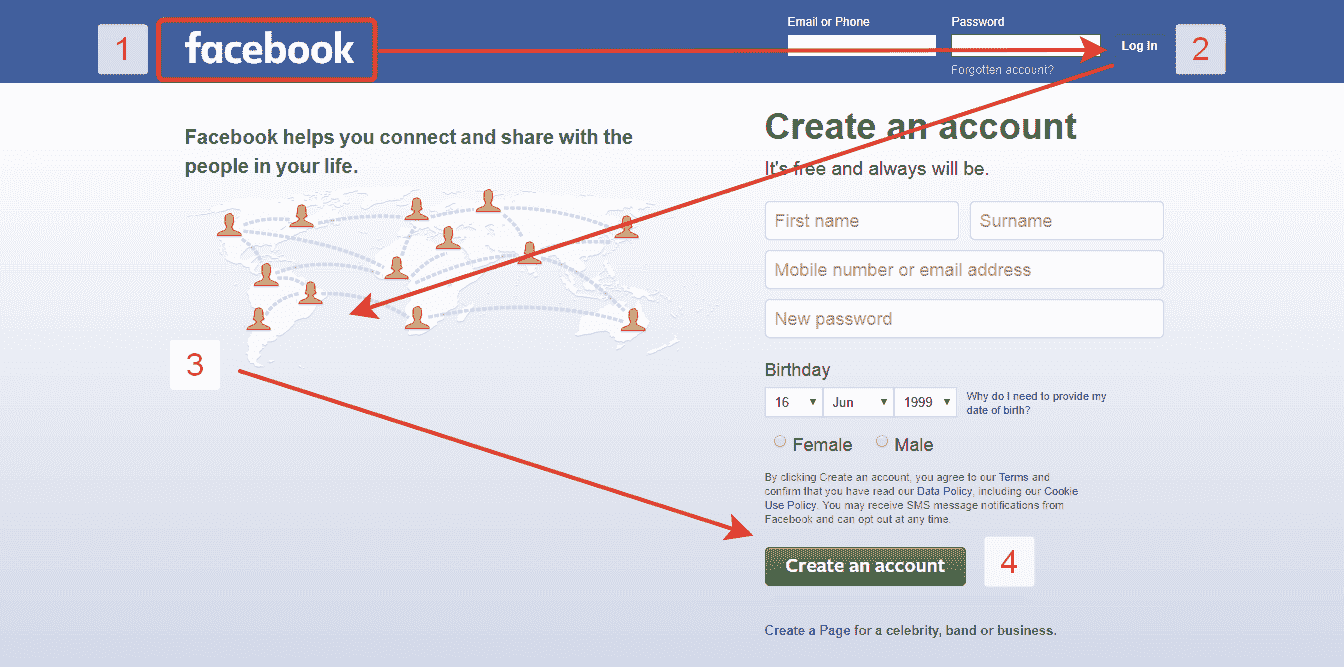 1
facebook
Email or Phone
Password
Log In
2
Forgotten account?
Facebook helps you connect and share with the
people in your life.
3
Create an account
It's free and always will be.
First name
Surname
Mobile number or email address
New password
Birthday
16
Jun
1999
Why do I need to provide my
date of birth?
Female
Male
By clicking Create an account, you agree to our Terms and
confirm that you have read our Data Policy, including our Cookie
Use Policy. You may receive SMS message notifications from
Facebook and can opt out at any time.
Create an account
4
Create a Page for a celebrity, band or business.